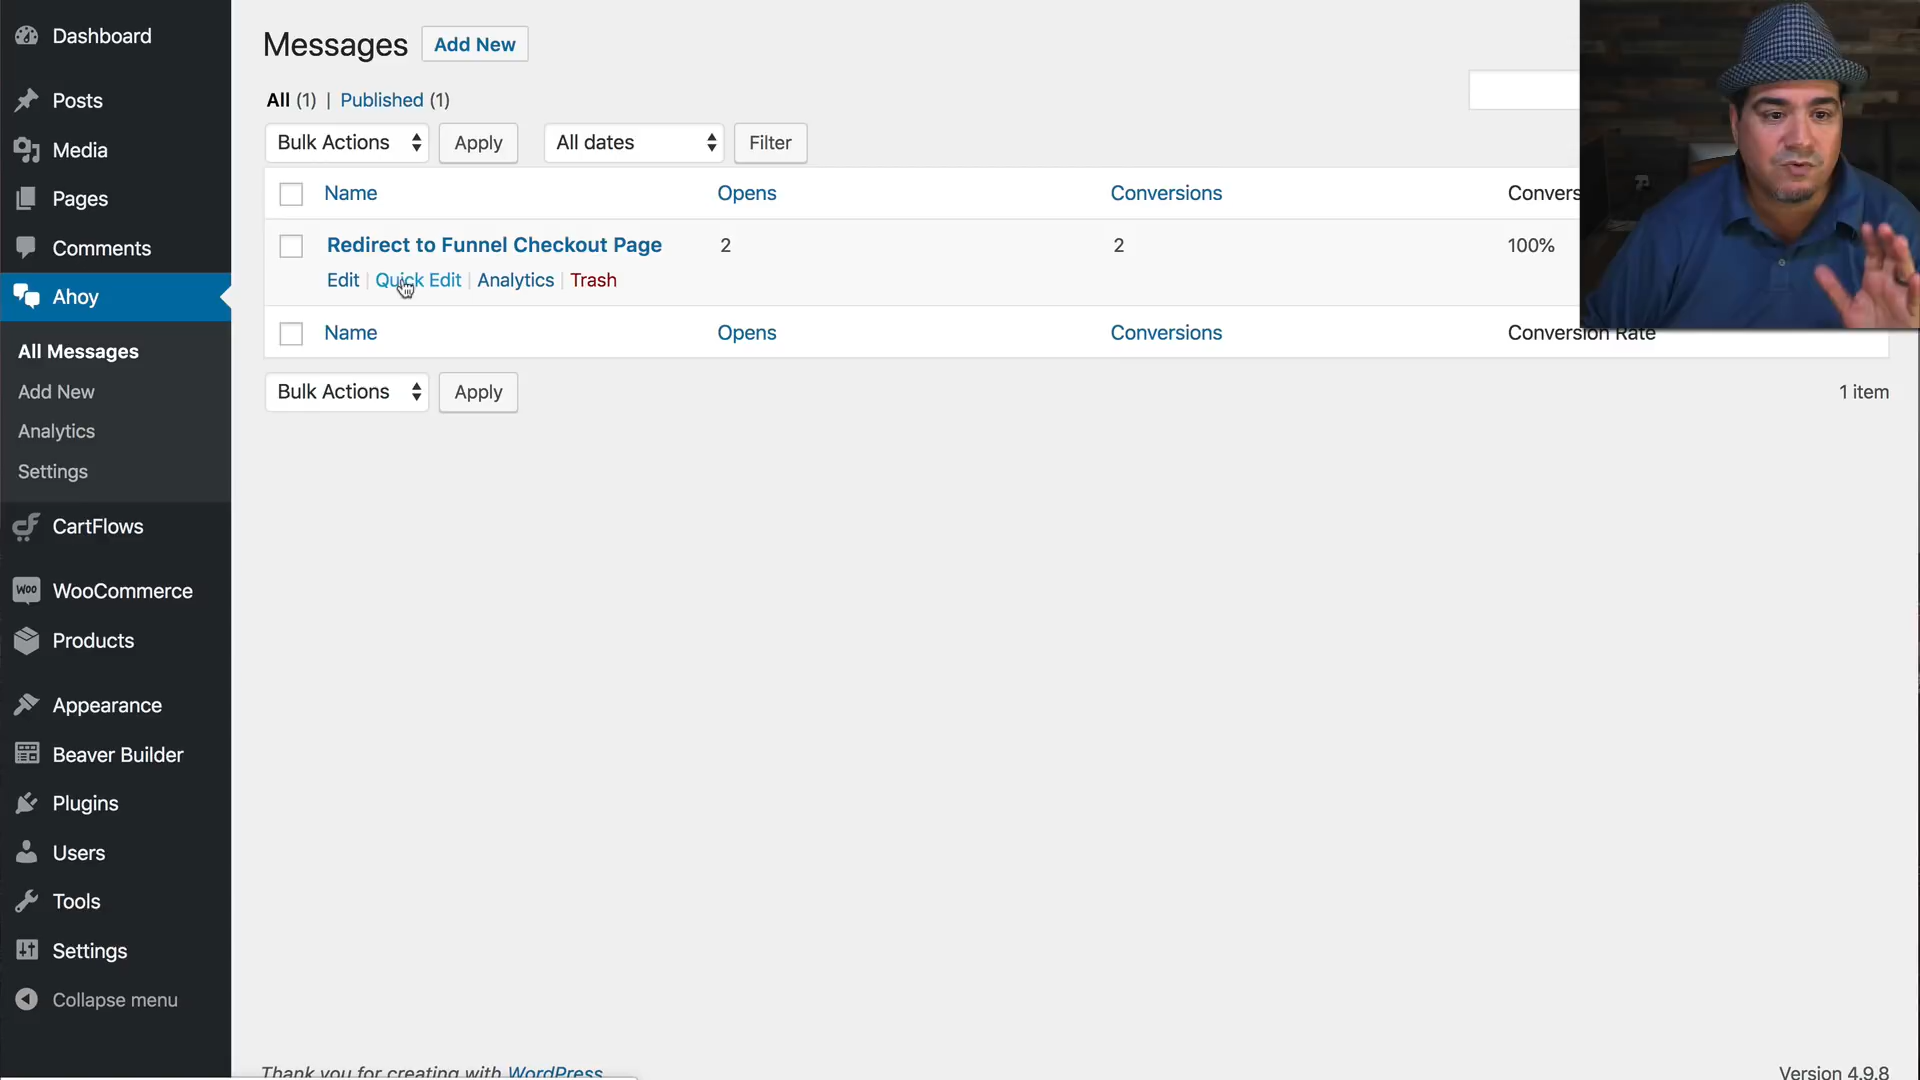 Dashboard
Posts
Media
Pages
Comments
Ahoy
All Messages
Add New
Analytics
Settings
CartFlows
WooCommerce
Products
Appearance
Beaver Builder
Plugins
Users
Tools
Settings
Collapse menu
Messages Add New
All (1) | Published (1)
Bulk Actions Apply All dates Filter
Name Opens Conversions Convers
Redirect to Funnel Checkout Page 2 2 100%
Edit | Quick Edit | Analytics | Trash
Name Opens Conversions Conversion Rate
Bulk Actions Apply 1 item
Thank you for creating with WordPress Version 4.9.8